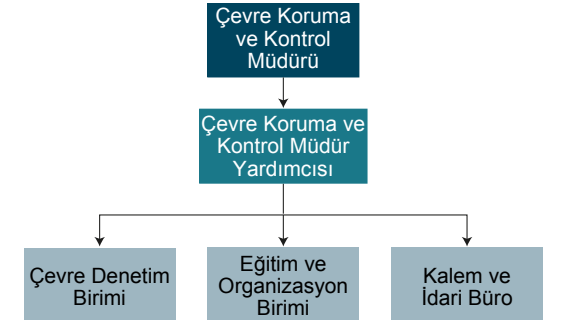 Çevre Koruma
ve Kontrol
Müdürü
Çevre Koruma ve
Kontrol Müdür
Yardımcısı
Çevre Denetim
Birimi
Eğitim ve
Organizasyon
Birimi
Kalem ve
İdari Büro